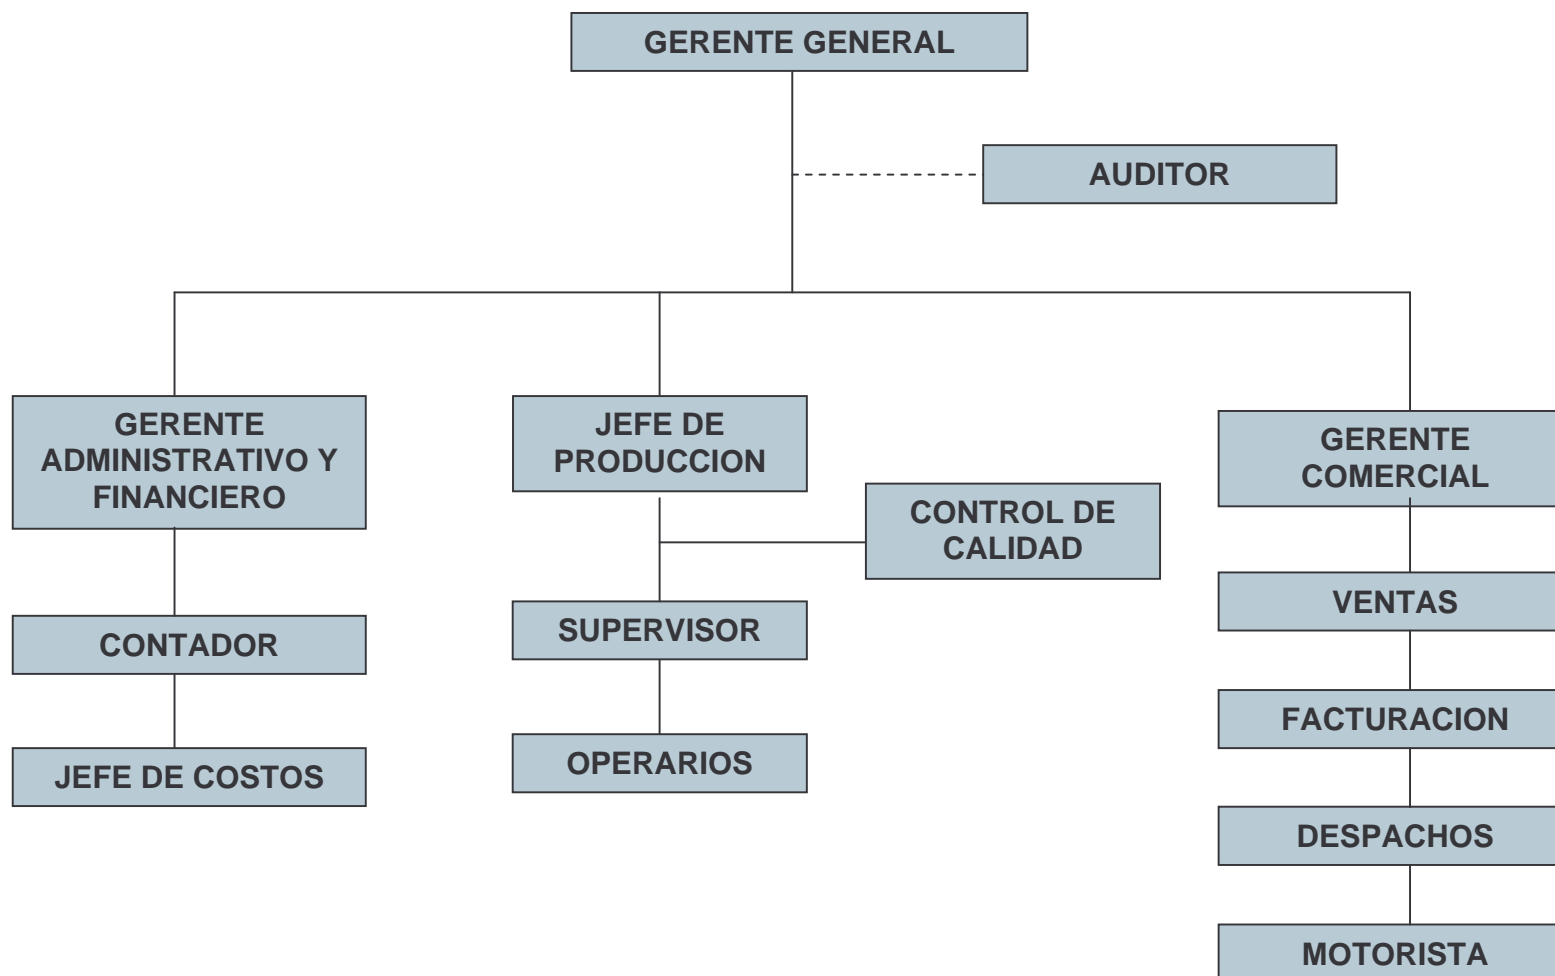 GERENTE GENERAL
AUDITOR
GERENTE
ADMINISTRATIVO Y
FINANCIERO
JEFE DE
PRODUCCION
GERENTE
COMERCIAL
CONTROL DE
CALIDAD
CONTADOR
SUPERVISOR
VENTAS
JEFE DE COSTOS
OPERARIOS
FACTURACION
DESPACHOS
MOTORISTA